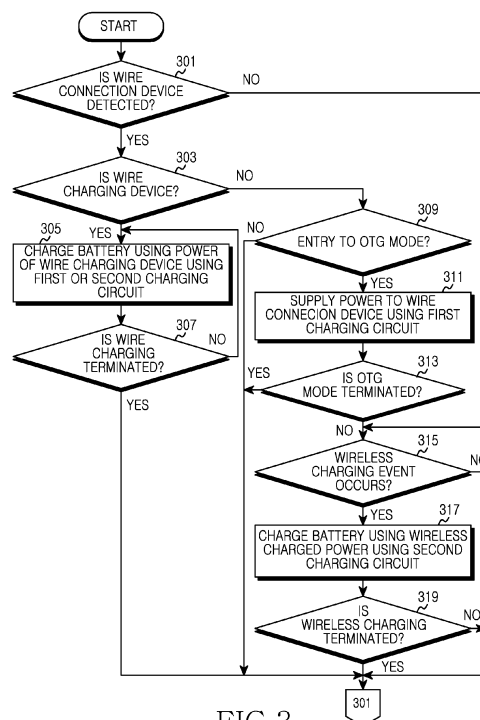 START
301
IS WIRE
CONNECTION DEVICE
DETECTED?
NO
YES
303
IS WIRE
CHARGING DEVICE?
NO
YES
305
CHARGE BATTERY USING POWER
OF WIRE CHARGING DEVICE USING
FIRST OR SECOND CHARGING
CIRCUIT
307
IS WIRE
CHARGING
TERMINATED?
NO
YES
309
NO
ENTRY TO OTG MODE?
YES
311
SUPPLY POWER TO WIRE
CONNECION DEVICE USING FIRST
CHARGING CIRCUIT
313
YES
IS OTG
MODE TERMINATED?
NO
315
WIRELESS
CHARGING EVENT
OCCURS?
NO
YES
317
CHARGE BATTERY USING WIRELESS
CHARGED POWER USING SECOND
CHARGING CIRCUIT
319
IS
WIRELESS CHARGING
TERMINATED?
NO
YES
301